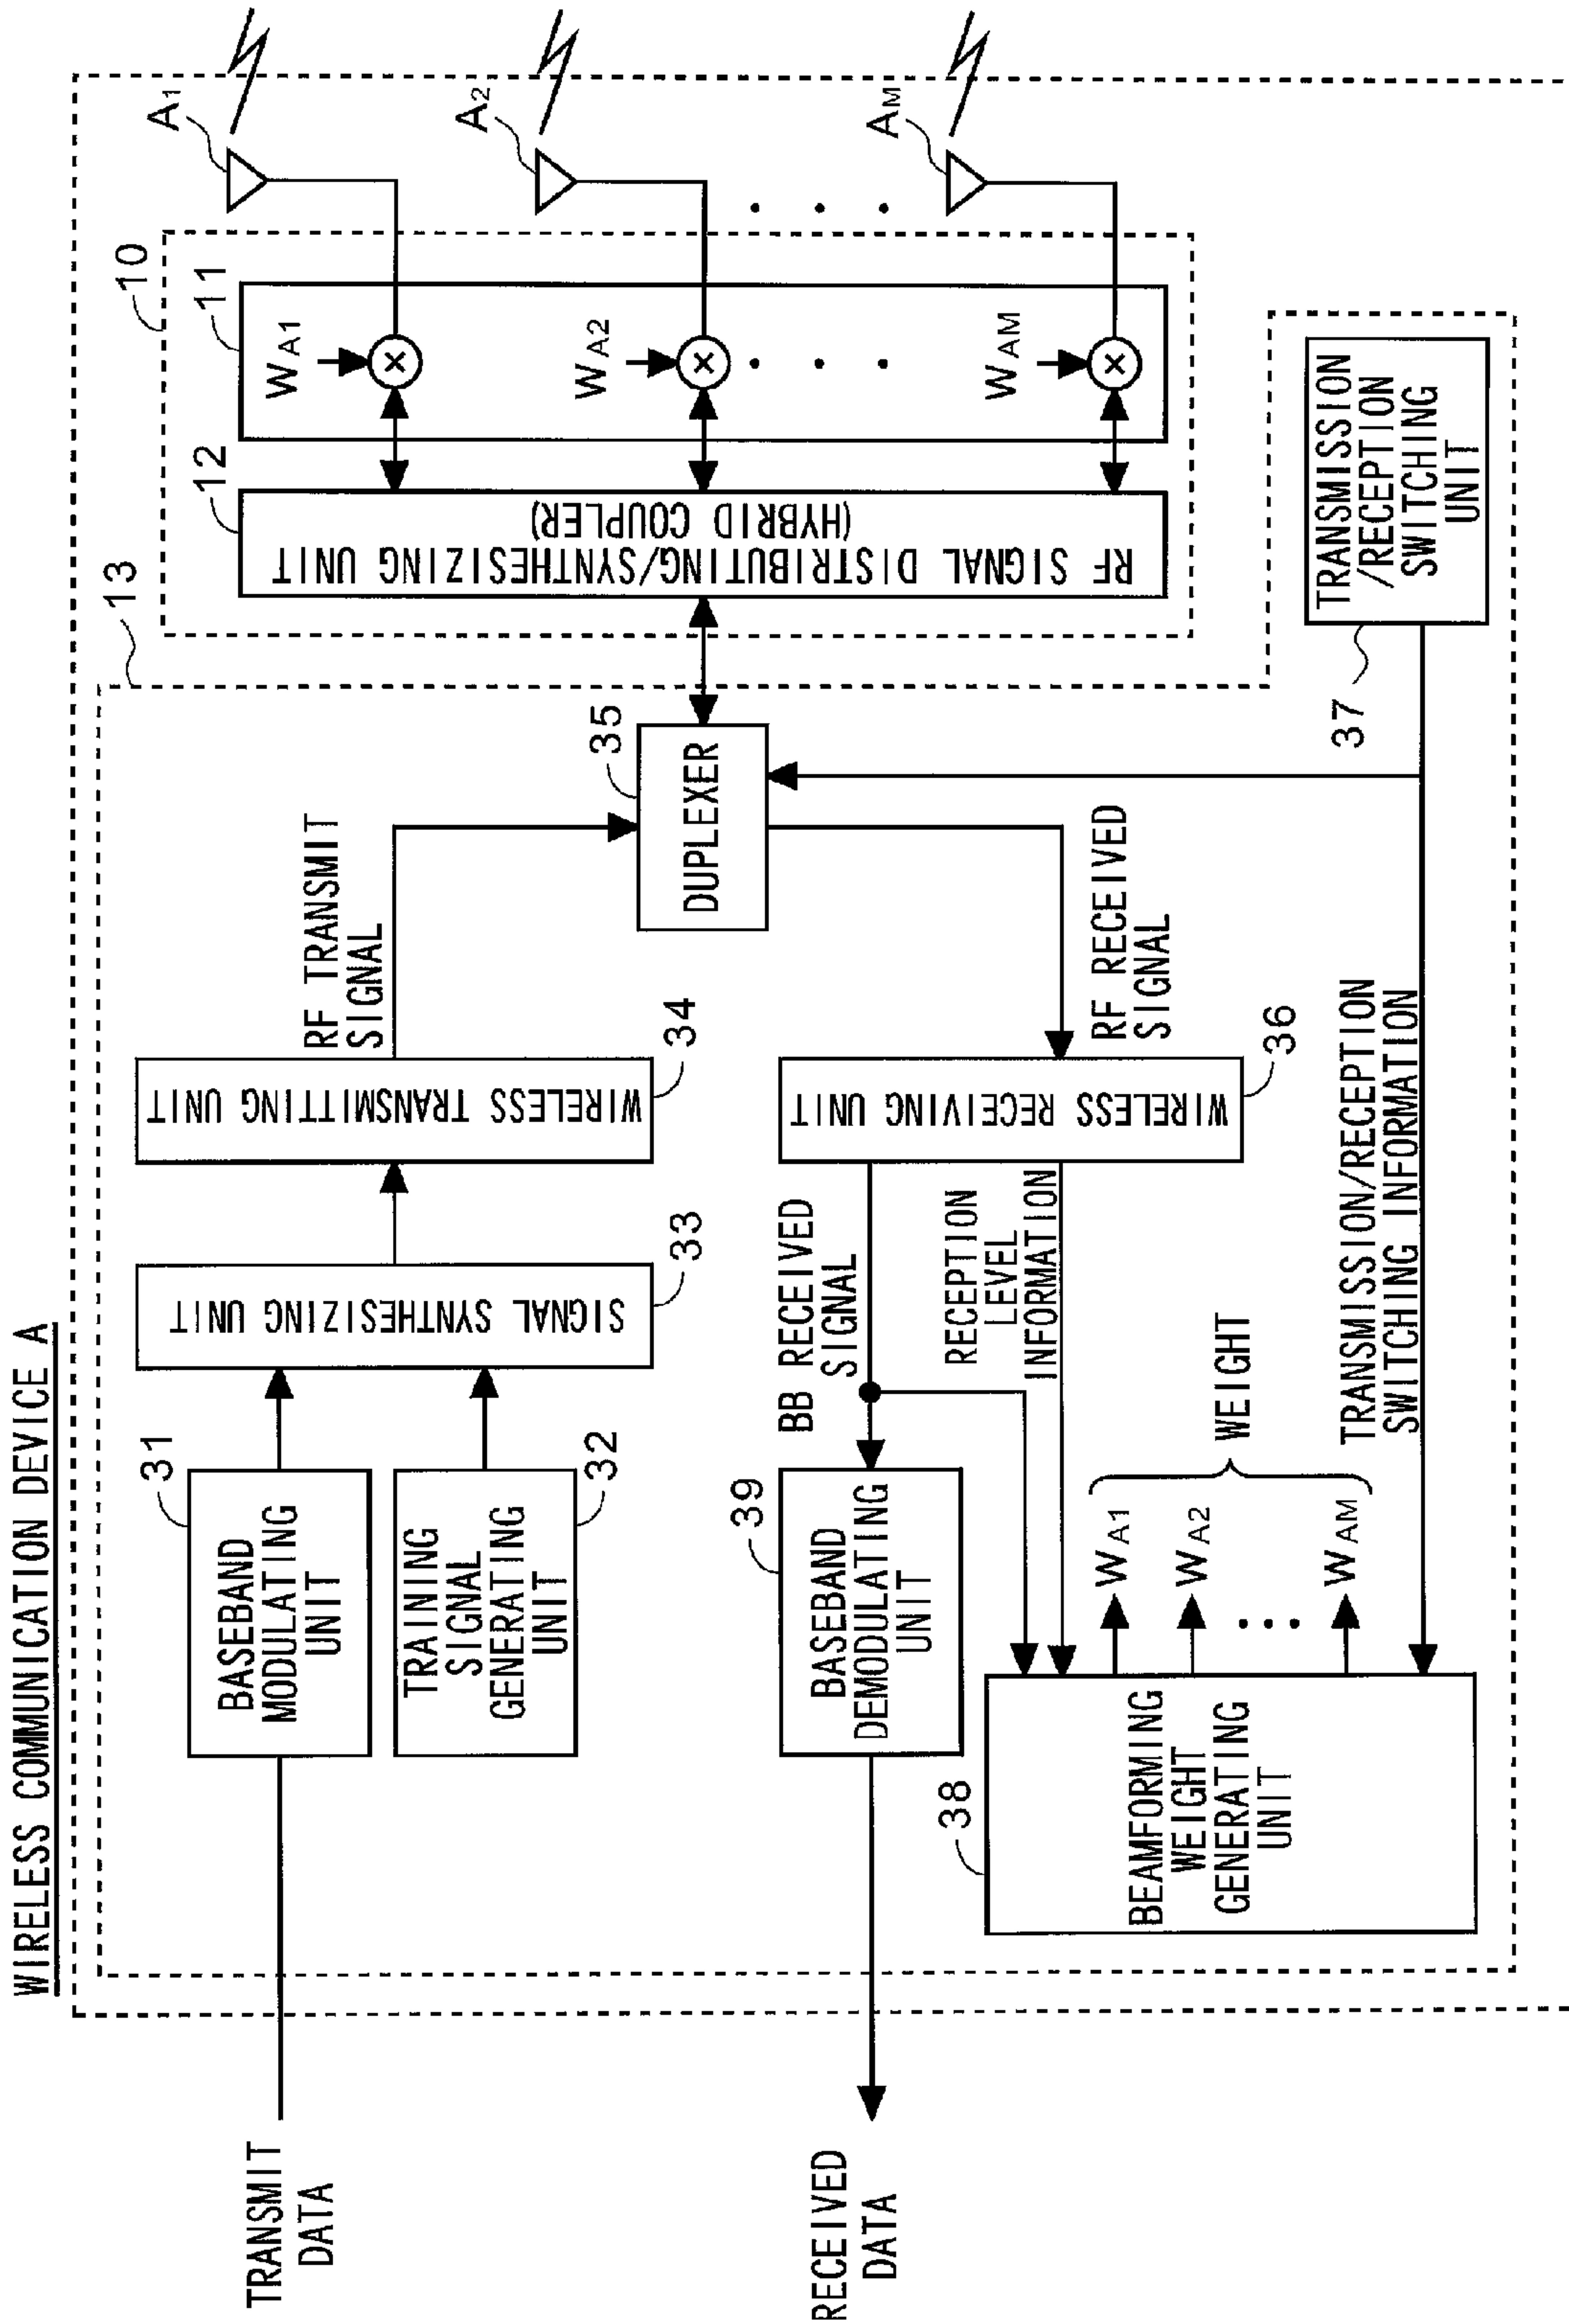 WIRELESS COMMUNICATION DEVICE A
TRANSMIT
DATA
31
BASEBAND
MODULATING
UNIT
TRAINING
SIGNAL
GENERATING
UNIT
32
SIGNAL SYNTHESIZING UNIT
33
WIRELESS TRANSMITTING UNIT
34
RF TRANSMIT
SIGNAL
35
DUPLEXER
13
12
RF SIGNAL DISTRIBUTING/SYNTHESIZING UNIT
(HYBRID COUPLER)
10
11
WA1
WA2
WAM
A1
A2
AM
RECEIVED
DATA
39
BASEBAND
DEMODULATING
UNIT
BB RECEIVED
SIGNAL
RECEPTION
LEVEL
INFORMATION
WIRELESS RECEIVING UNIT
36
RF RECEIVED
SIGNAL
38
BEAMFORMING
WEIGHT
GENERATING
UNIT
WA1
WA2
WAM
WEIGHT
TRANSMISSION/RECEPTION
SWITCHING INFORMATION
37
TRANSMISSION
/RECEPTION
SWITCHING
UNIT